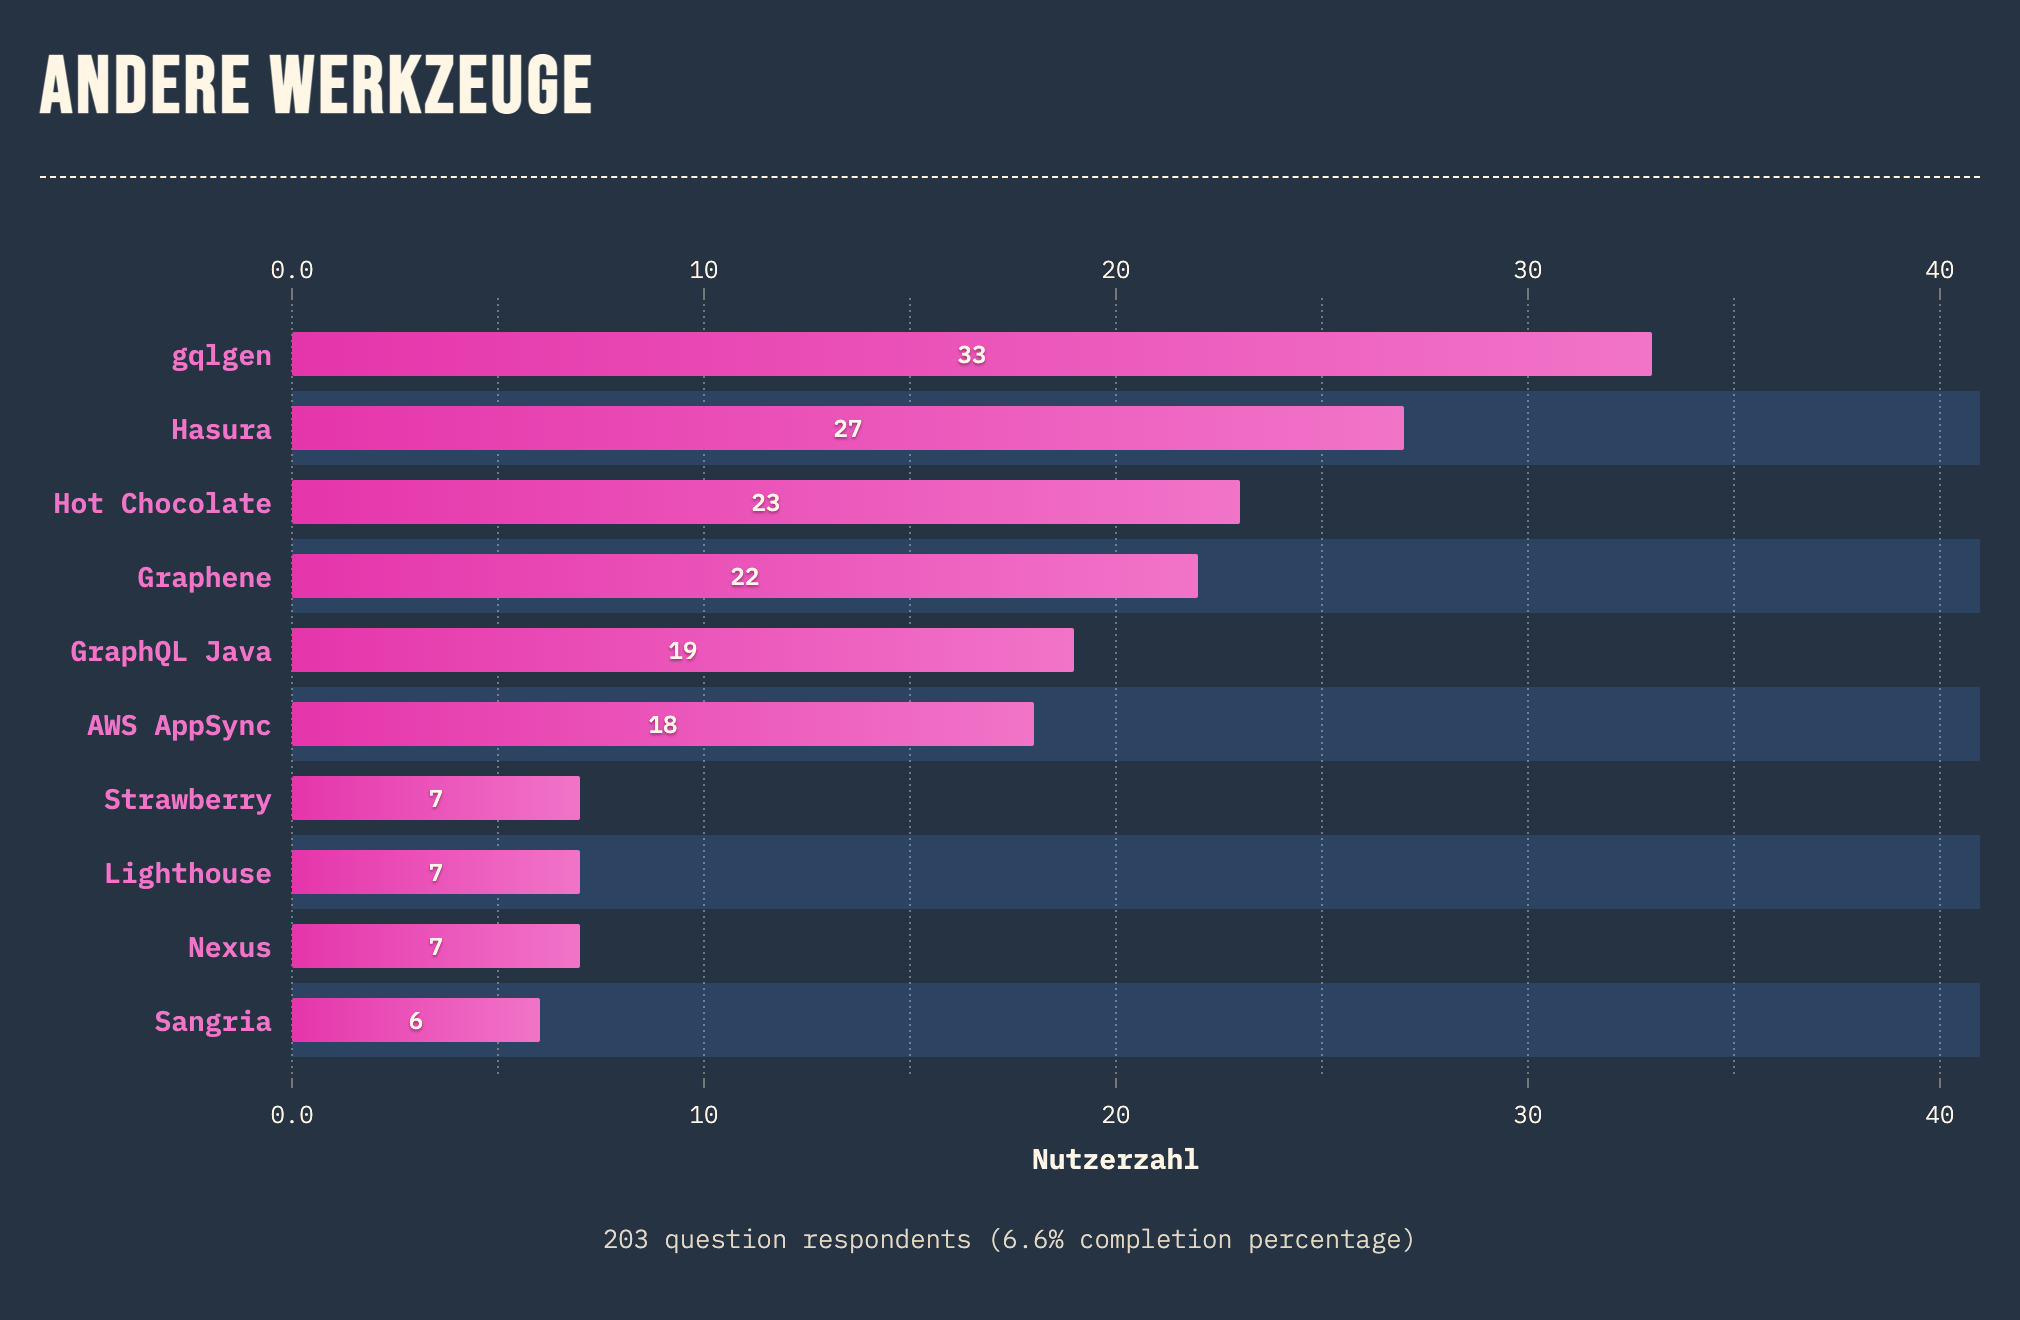 ANDERE WERKZEUGE
0.0 10 20 30 40
gqlgen 33
Hasura 27
Hot Chocolate 23
Graphene 22
GraphQL Java 19
AWS AppSync 18
Strawberry 7
Lighthouse 7
Nexus 7
Sangria 6
0.0 10 20 30 40
Nutzerzahl
203 question respondents (6.6% completion percentage)